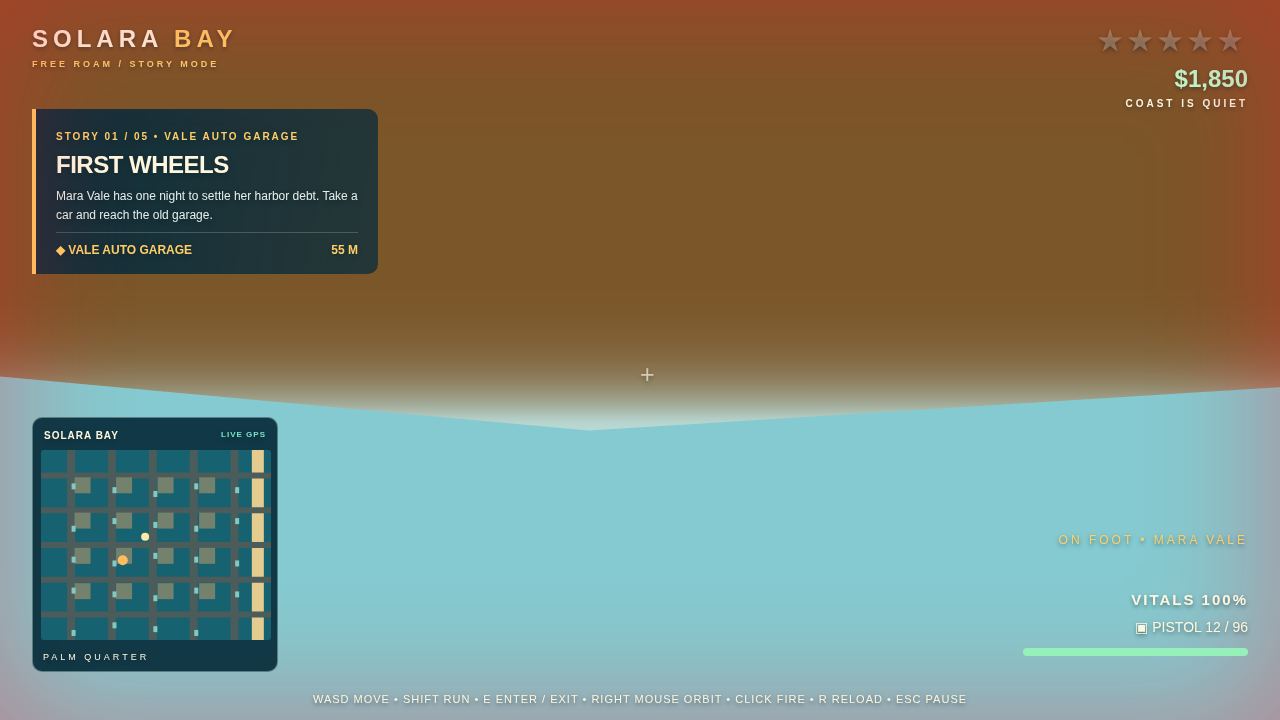 SOLARA BAY
FREE ROAM / STORY MODE
★★★★★
$1,850
COAST IS QUIET
STORY 01 / 05 • VALE AUTO GARAGE
FIRST WHEELS
Mara Vale has one night to settle her harbor debt. Take a
car and reach the old garage.
◆ VALE AUTO GARAGE 55 M
+
SOLARA BAY LIVE GPS
PALM QUARTER
ON FOOT • MARA VALE
VITALS 100%
▣ PISTOL 12 / 96
WASD MOVE • SHIFT RUN • E ENTER / EXIT • RIGHT MOUSE ORBIT • CLICK FIRE • R RELOAD • ESC PAUSE